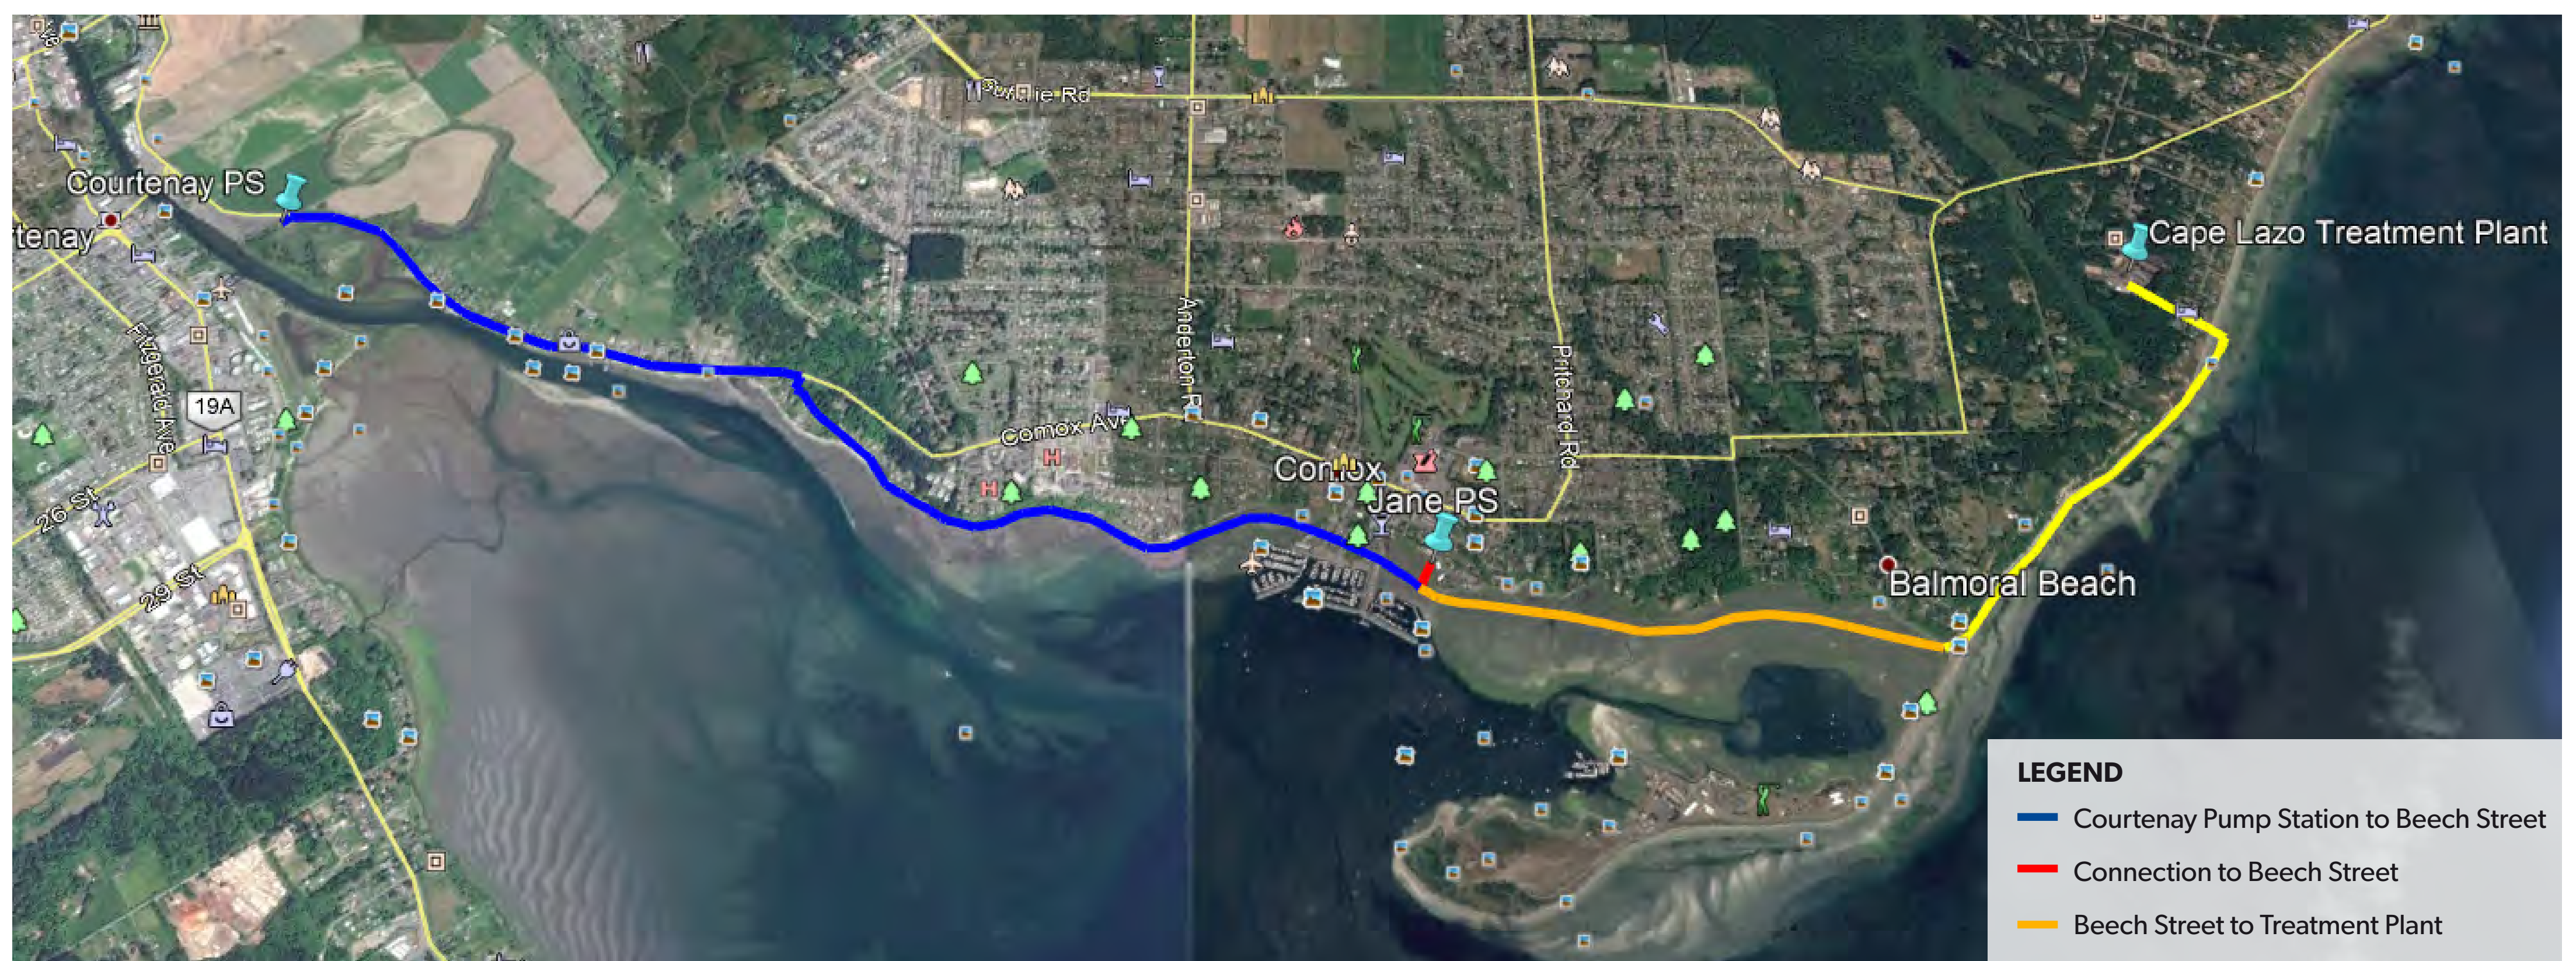 Courtenay PS
rtenay
Fitzgerald Ave
19A
26 St
29 St
ie Rd
Anderton R
Comox Ave
Pritchard Rd
Comox
Jane PS
Cape Lazo Treatment Plant
Balmoral Beach
H
H
LEGEND
Courtenay Pump Station to Beech Street
Connection to Beech Street
Beech Street to Treatment Plant